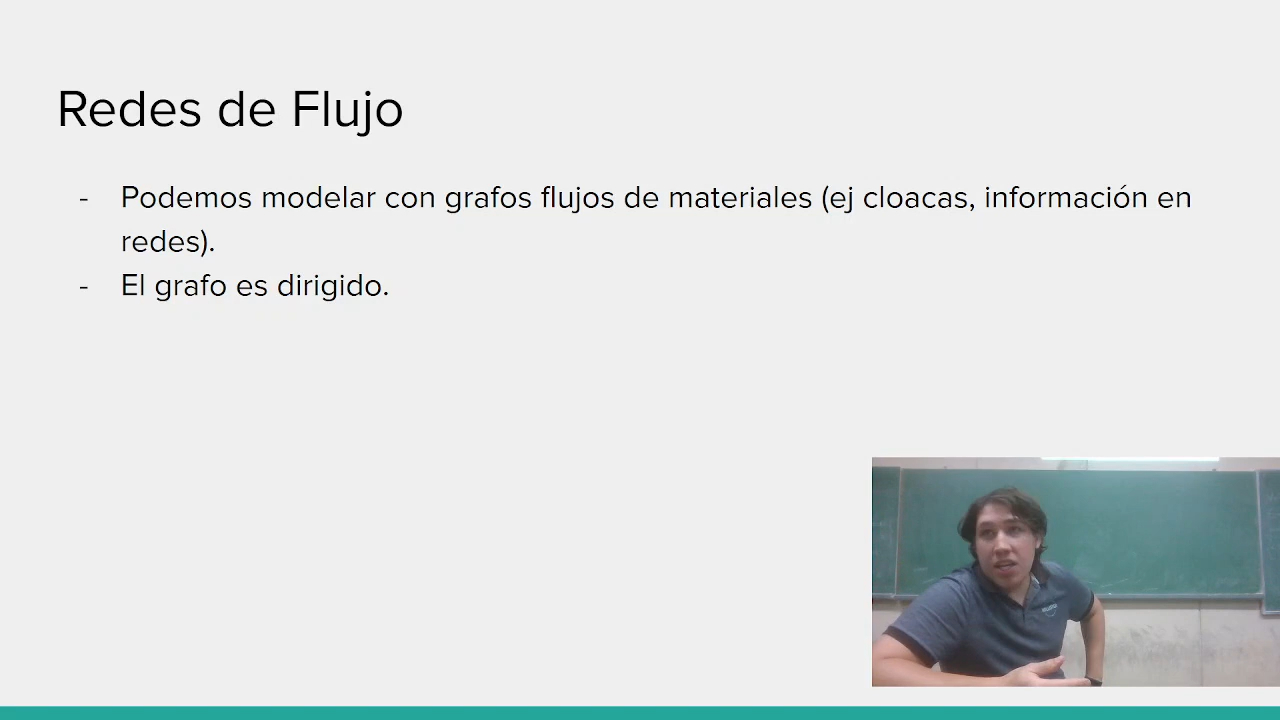 Redes de Flujo
- Podemos modelar con grafos flujos de materiales (ej cloacas, información en
redes).
- El grafo es dirigido.